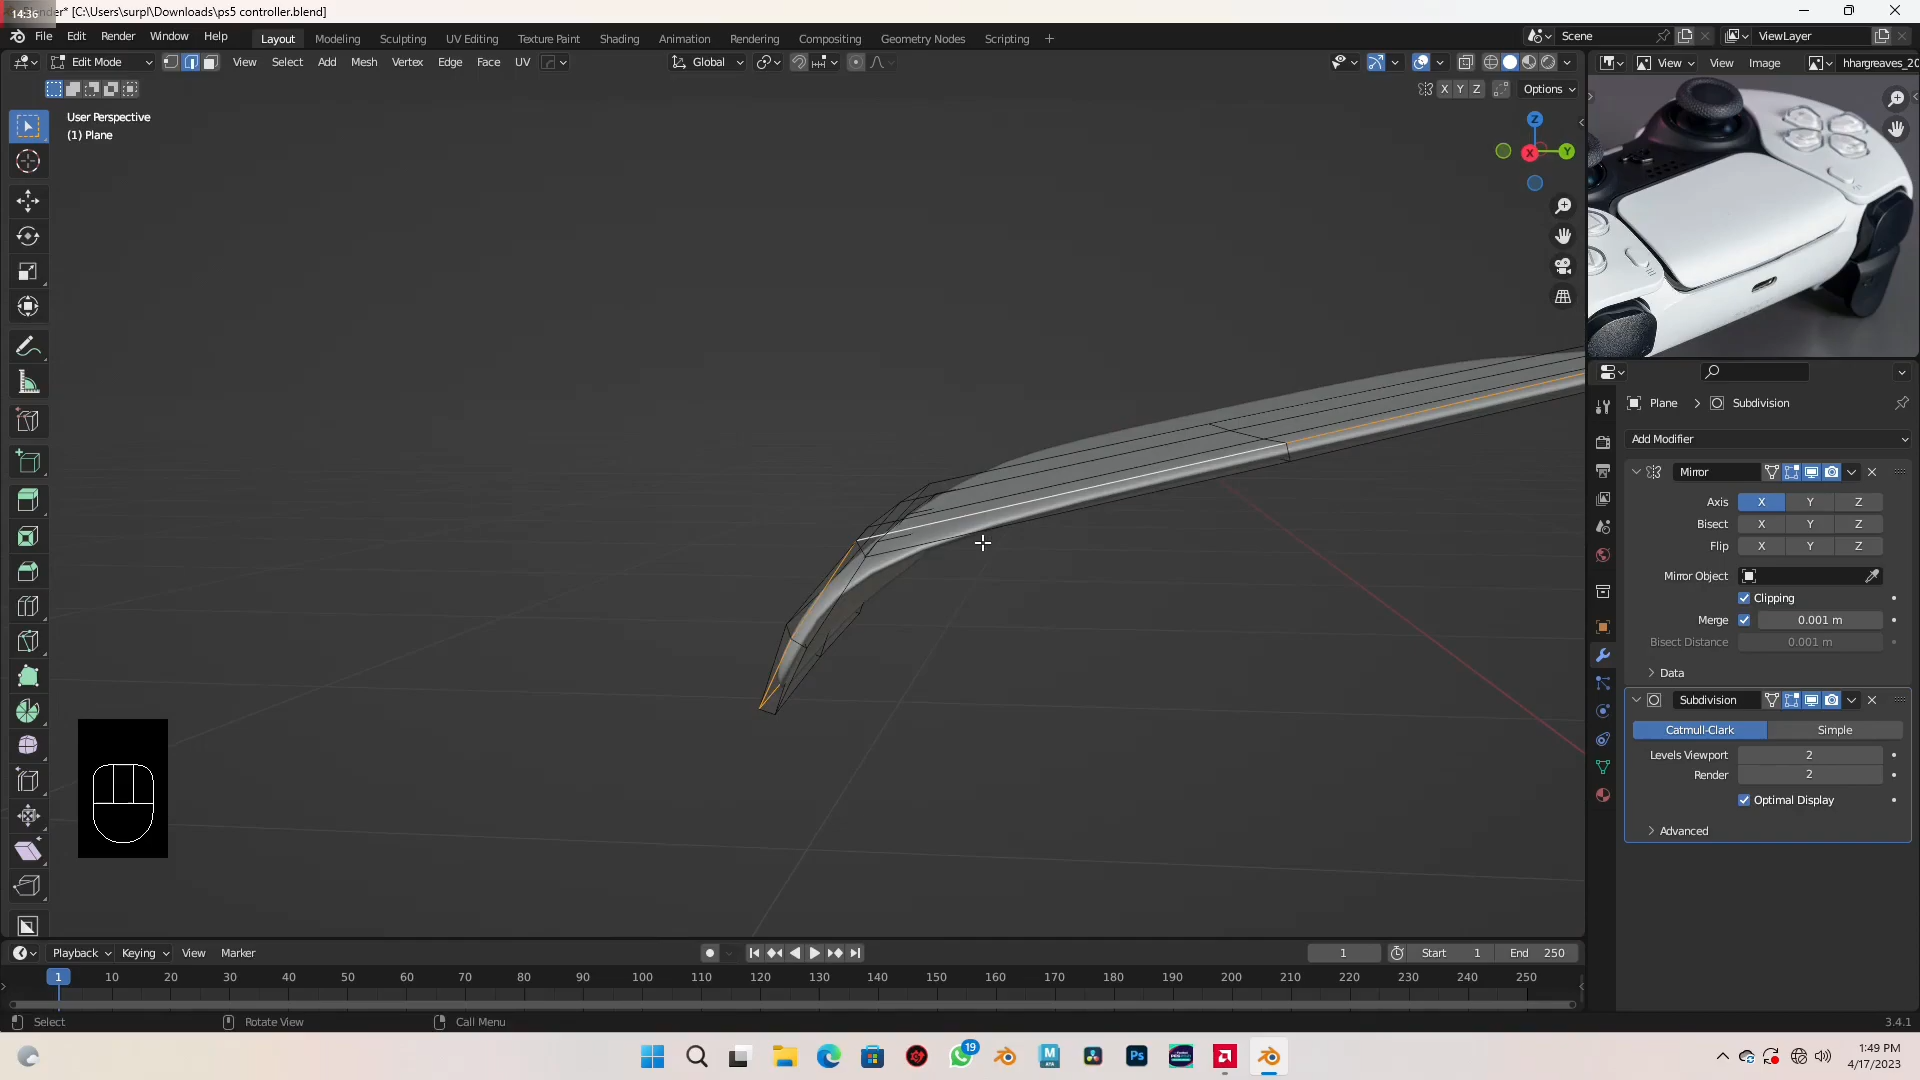 14:36
nder* [C:\Users\surpl\Downloads\ps5 controller.blend]
File Edit Render Window Help
Layout Modeling Sculpting UV Editing Texture Paint Shading Animation Rendering Compositing Geometry Nodes Scripting +
Scene
ViewLayer
Edit Mode
View Select Add Mesh Vertex Edge Face UV
Global
View View Image
hhargreaves_20
X Y Z
Options
User Perspective
(1) Plane
Z
X
Y
Plane > Subdivision
Add Modifier
Mirror
Axis X Y Z
Bisect X Y Z
Flip X Y Z
Mirror Object
Clipping
Merge 0.001 m
Bisect Distance 0.001 m
Data
Subdivision
Catmull-Clark Simple
Levels Viewport 2
Render 2
Optimal Display
Advanced
Playback Keying View Marker
1
Start 1
End 250
1 10 20 30 40 50 60 70 80 90 100 110 120 130 140 150 160 170 180 190 200 210 220 230 240 250
Select
Rotate View
Call Menu
3.4.1
19
M
Ps
1:49 PM
4/17/2023